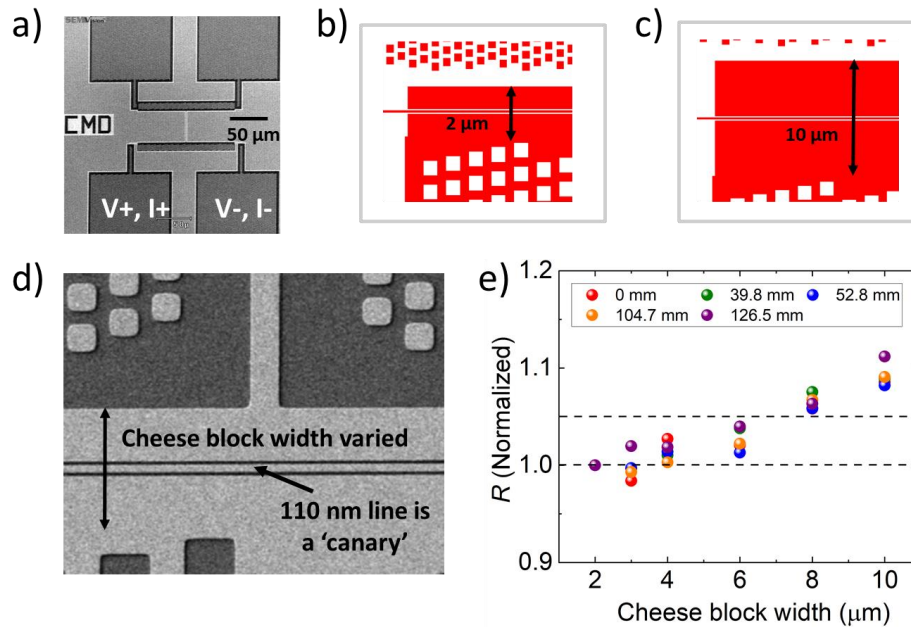 a)
SEMI
CMD
50 µm
V+, I+
V-, I-
b)
2 µm
c)
10 µm
d)
Cheese block width varied
110 nm line is
a 'canary'
e)
R (Normalized)
1.2
1.1
1.0
0.9
0 mm
39.8 mm
52.8 mm
104.7 mm
126.5 mm
2
4
6
8
10
Cheese block width (µm)